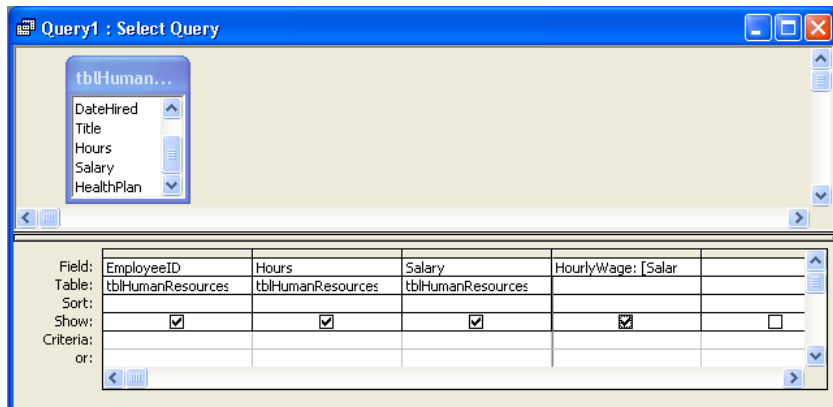 Query1 : Select Query
tblHuman...
DateHired
Title
Hours
Salary
HealthPlan
Field: EmployeeID Hours Salary HourlyWage: [Salar
Table: tblHumanResources tblHumanResources tblHumanResources
Sort:
Show:
Criteria:
or: